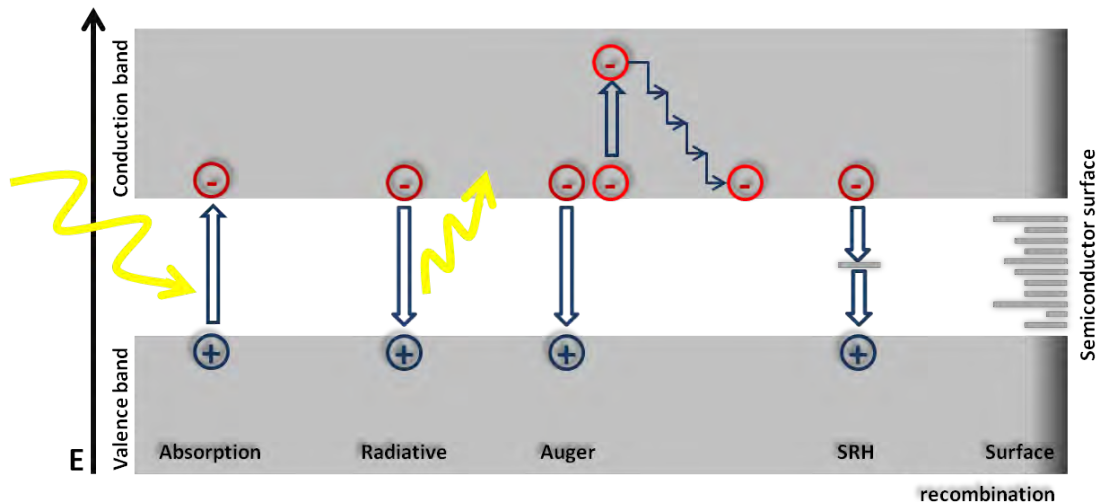 Conduction band
Valence band
E
- - - - - - -
+ + + +
Absorption Radiative Auger SRH Surface
recombination
Semiconductor surface